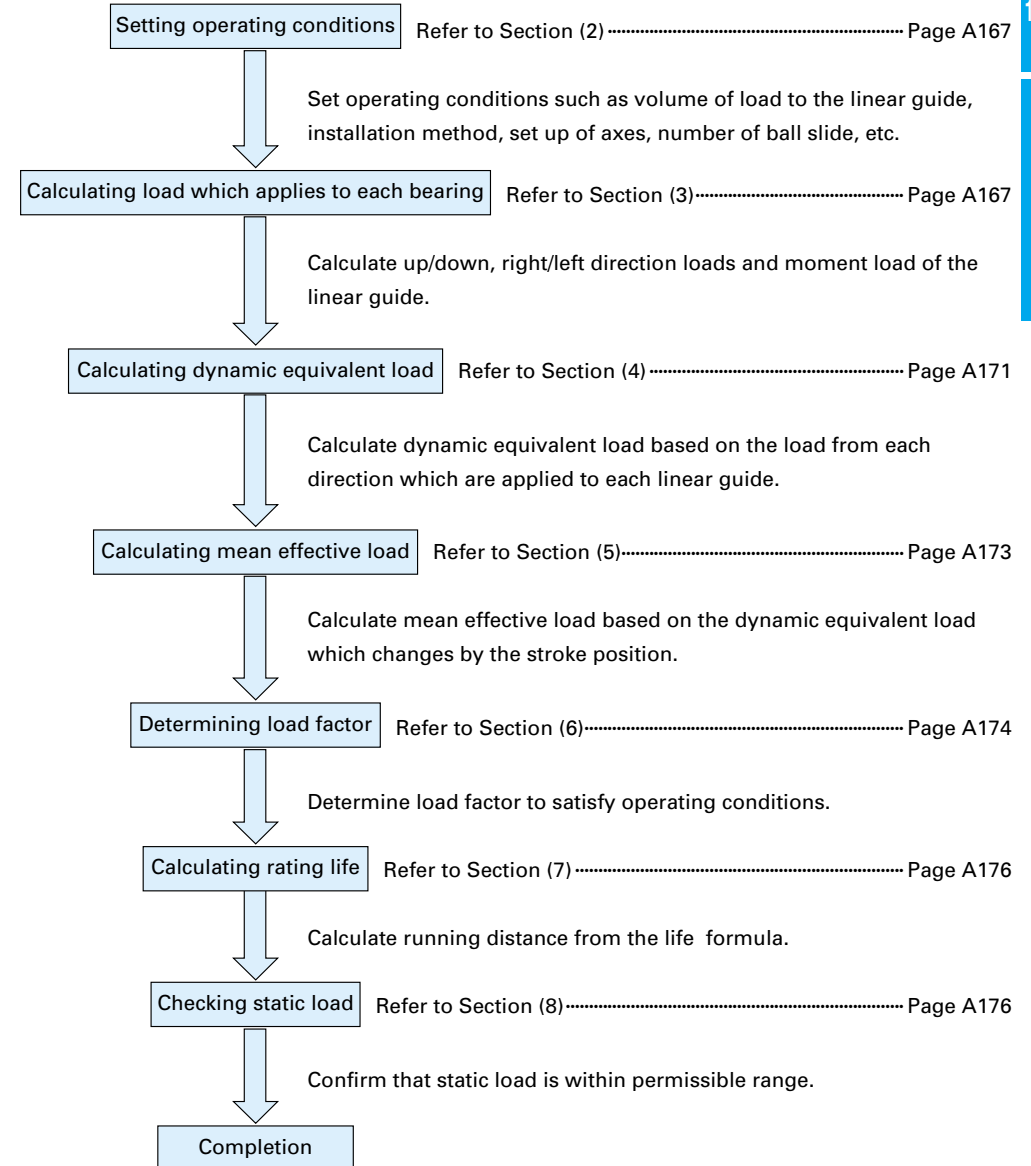 Setting operating conditions Refer to Section (2) ........ Page A167
Set operating conditions such as volume of load to the linear guide,
installation method, set up of axes, number of ball slide, etc.
Calculating load which applies to each bearing Refer to Section (3)........ Page A167
Calculate up/down, right/left direction loads and moment load of the
linear guide.
Calculating dynamic equivalent load Refer to Section (4) ........ Page A171
Calculate dynamic equivalent load based on the load from each
direction which are applied to each linear guide.
Calculating mean effective load Refer to Section (5)........ Page A173
Calculate mean effective load based on the dynamic equivalent load
which changes by the stroke position.
Determining load factor Refer to Section (6)........ Page A174
Determine load factor to satisfy operating conditions.
Calculating rating life Refer to Section (7) ........ Page A176
Calculate running distance from the life formula.
Checking static load Refer to Section (8)........ Page A176
Confirm that static load is within permissible range.
Completion